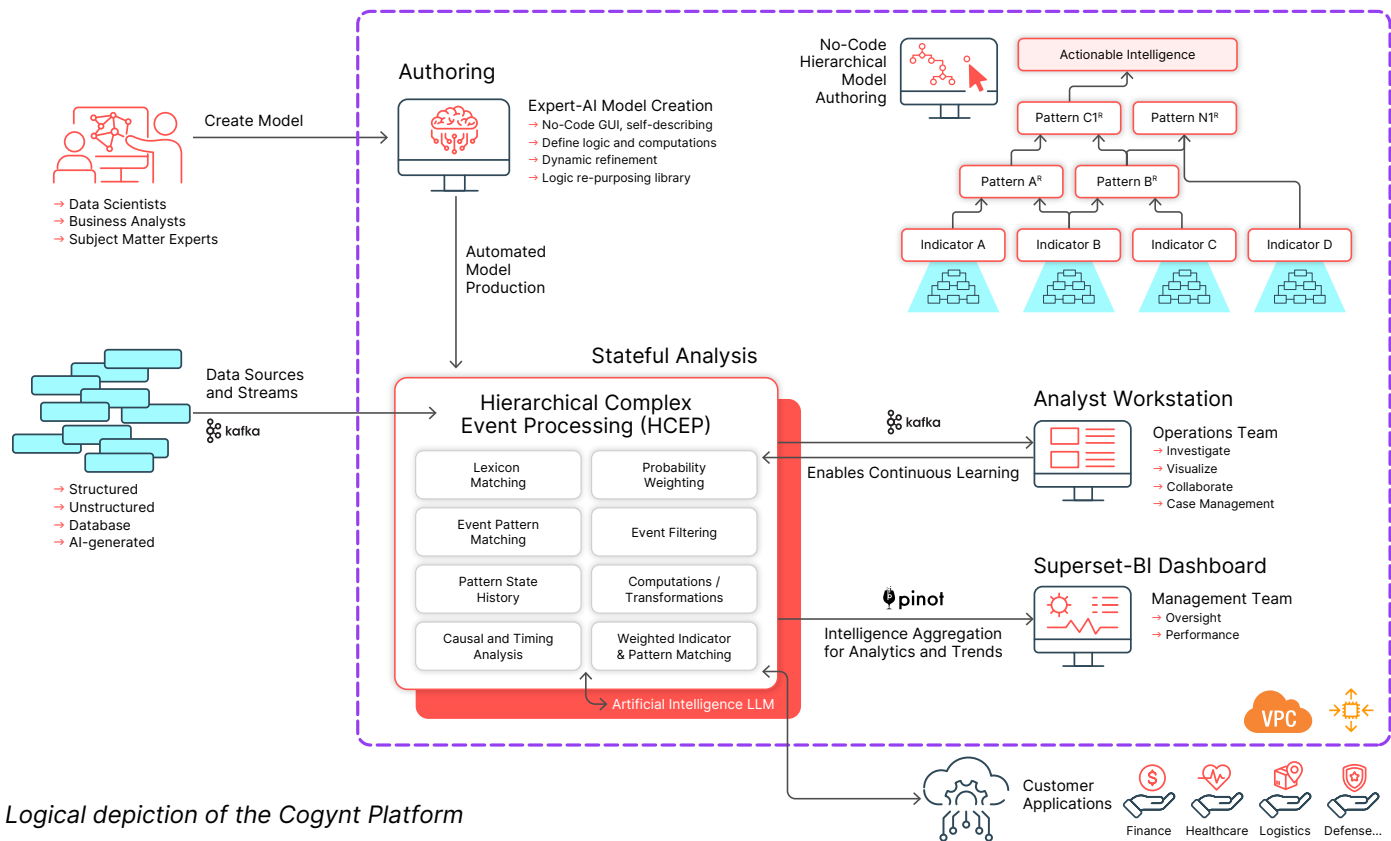 Create Model
→ Data Scientists
→ Business Analysts
→ Subject Matter Experts
Authoring
Expert-AI Model Creation
→ No-Code GUI, self-describing
→ Define logic and computations
→ Dynamic refinement
→ Logic re-purposing library
No-Code
Hierarchical
Model
Authoring
Actionable Intelligence
Pattern C1ᴿ
Pattern N1ᴿ
Pattern Aᴿ
Pattern Bᴿ
Indicator A
Indicator B
Indicator C
Indicator D
Automated
Model
Production
Data Sources
and Streams
kafka
→ Structured
→ Unstructured
→ Database
→ AI-generated
Stateful Analysis
Hierarchical Complex
Event Processing (HCEP)
Lexicon
Matching
Probability
Weighting
Event Pattern
Matching
Event Filtering
Pattern State
History
Computations /
Transformations
Causal and Timing
Analysis
Weighted Indicator
& Pattern Matching
Artificial Intelligence LLM
kafka
Enables Continuous Learning
Analyst Workstation
Operations Team
→ Investigate
→ Visualize
→ Collaborate
→ Case Management
pinot
Intelligence Aggregation
for Analytics and Trends
Superset-BI Dashboard
Management Team
→ Oversight
→ Performance
VPC
Customer
Applications
$
Finance
Healthcare
Logistics
Defense...
Logical depiction of the Cogynt Platform